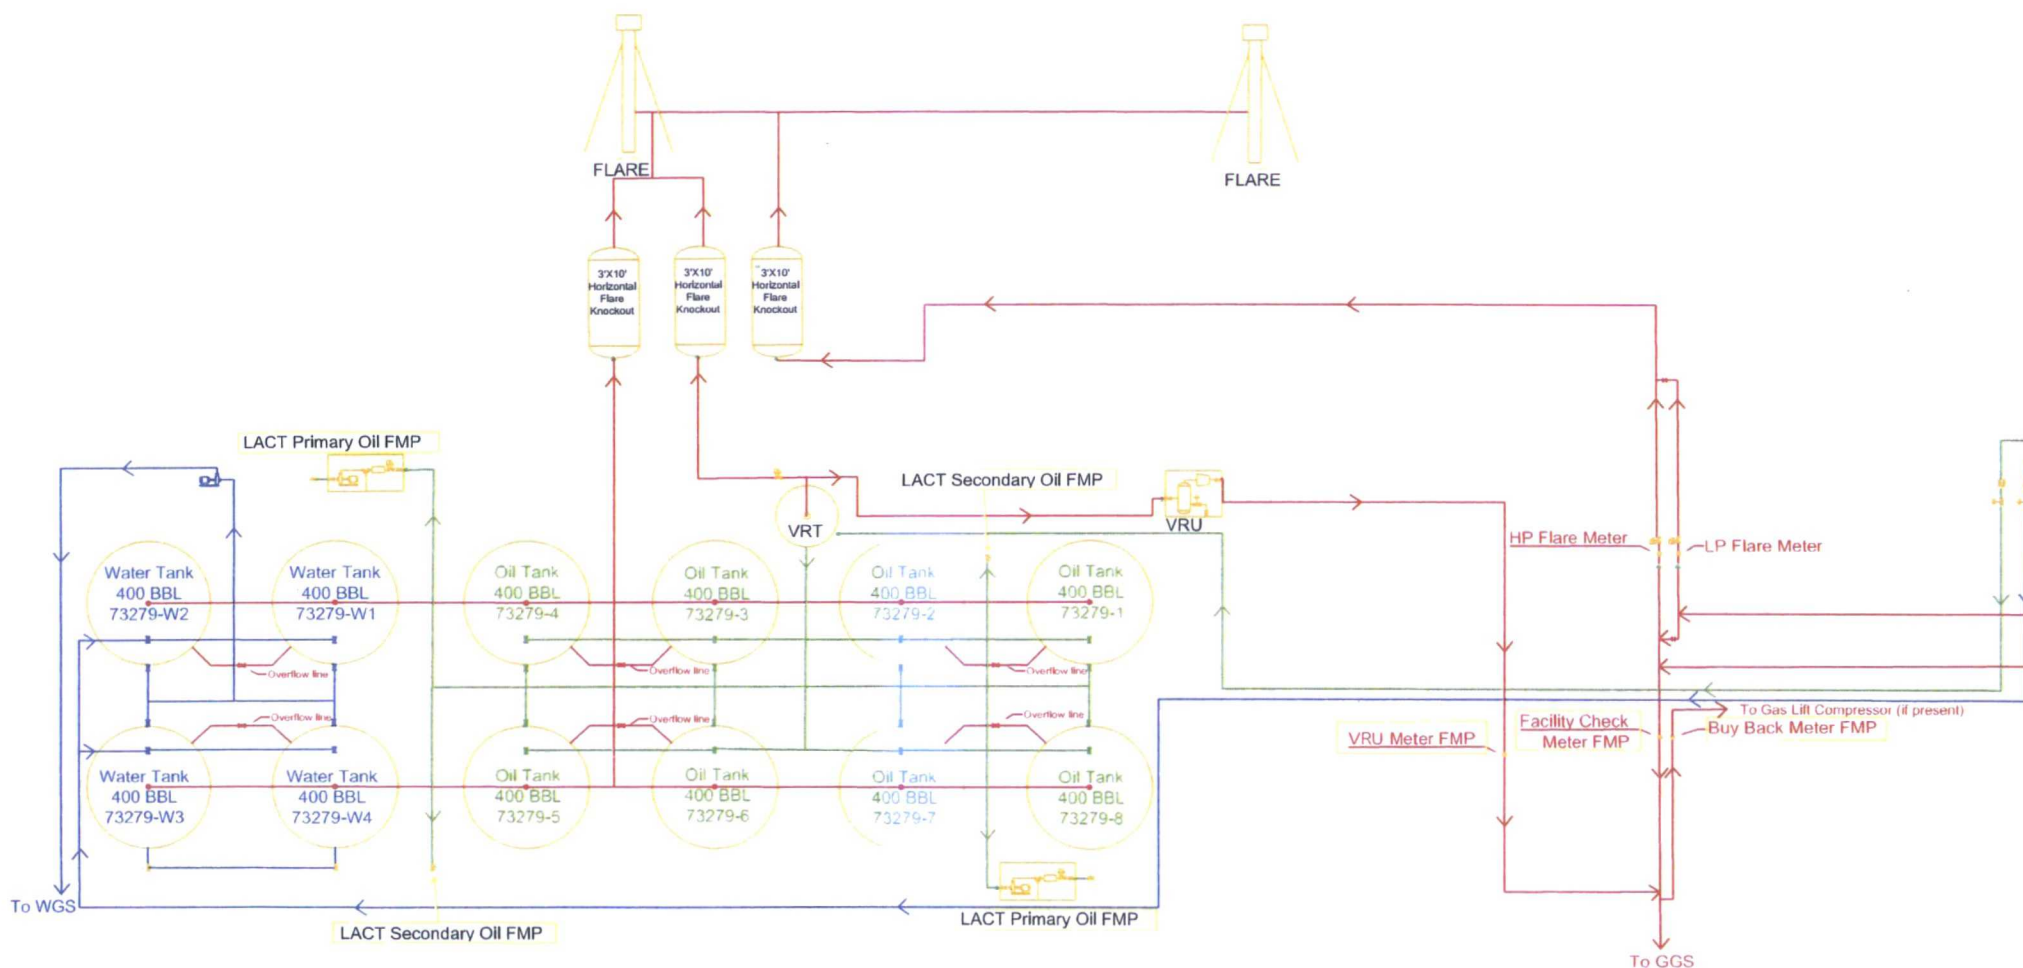 FLARE
FLARE
3'X10'
Horizontal
Flare
Knockout
3'X10'
Horizontal
Flare
Knockout
3'X10'
Horizontal
Flare
Knockout
LACT Primary Oil FMP
LACT Secondary Oil FMP
VRT
VRU
HP Flare Meter
LP Flare Meter
Water Tank
400 BBL
73279-W2
Water Tank
400 BBL
73279-W1
Oil Tank
400 BBL
73279-4
Oil Tank
400 BBL
73279-3
Oil Tank
400 BBL
73279-2
Oil Tank
400 BBL
73279-1
Overflow line
Overflow line
Overflow line
Overflow line
Overflow line
Overflow line
To Gas Lift Compressor (if present)
Buy Back Meter FMP
Facility Check
Meter FMP
VRU Meter FMP
Water Tank
400 BBL
73279-W3
Water Tank
400 BBL
73279-W4
Oil Tank
400 BBL
73279-5
Oil Tank
400 BBL
73279-6
Oil Tank
400 BBL
73279-7
Oil Tank
400 BBL
73279-8
To WGS
LACT Secondary Oil FMP
LACT Primary Oil FMP
To GGS